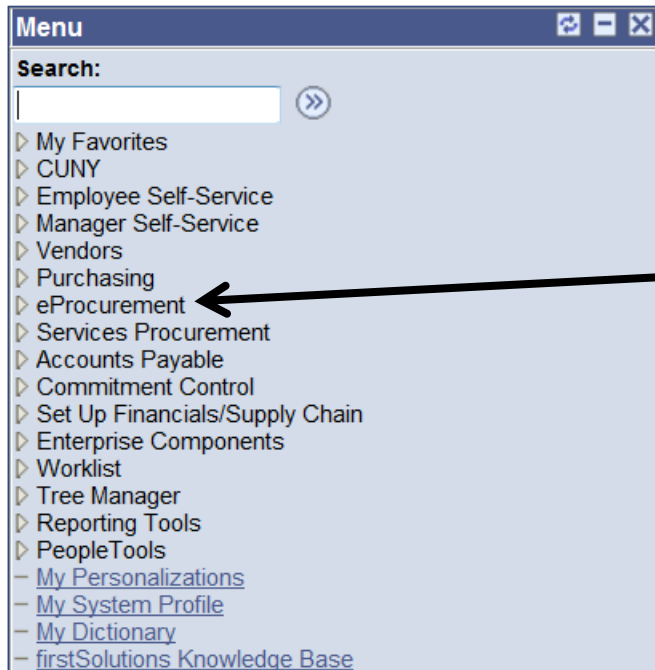 Menu
Search:
My Favorites
CUNY
Employee Self-Service
Manager Self-Service
Vendors
Purchasing
eProcurement
Services Procurement
Accounts Payable
Commitment Control
Set Up Financials/Supply Chain
Enterprise Components
Worklist
Tree Manager
Reporting Tools
PeopleTools
My Personalizations
My System Profile
My Dictionary
firstSolutions Knowledge Base